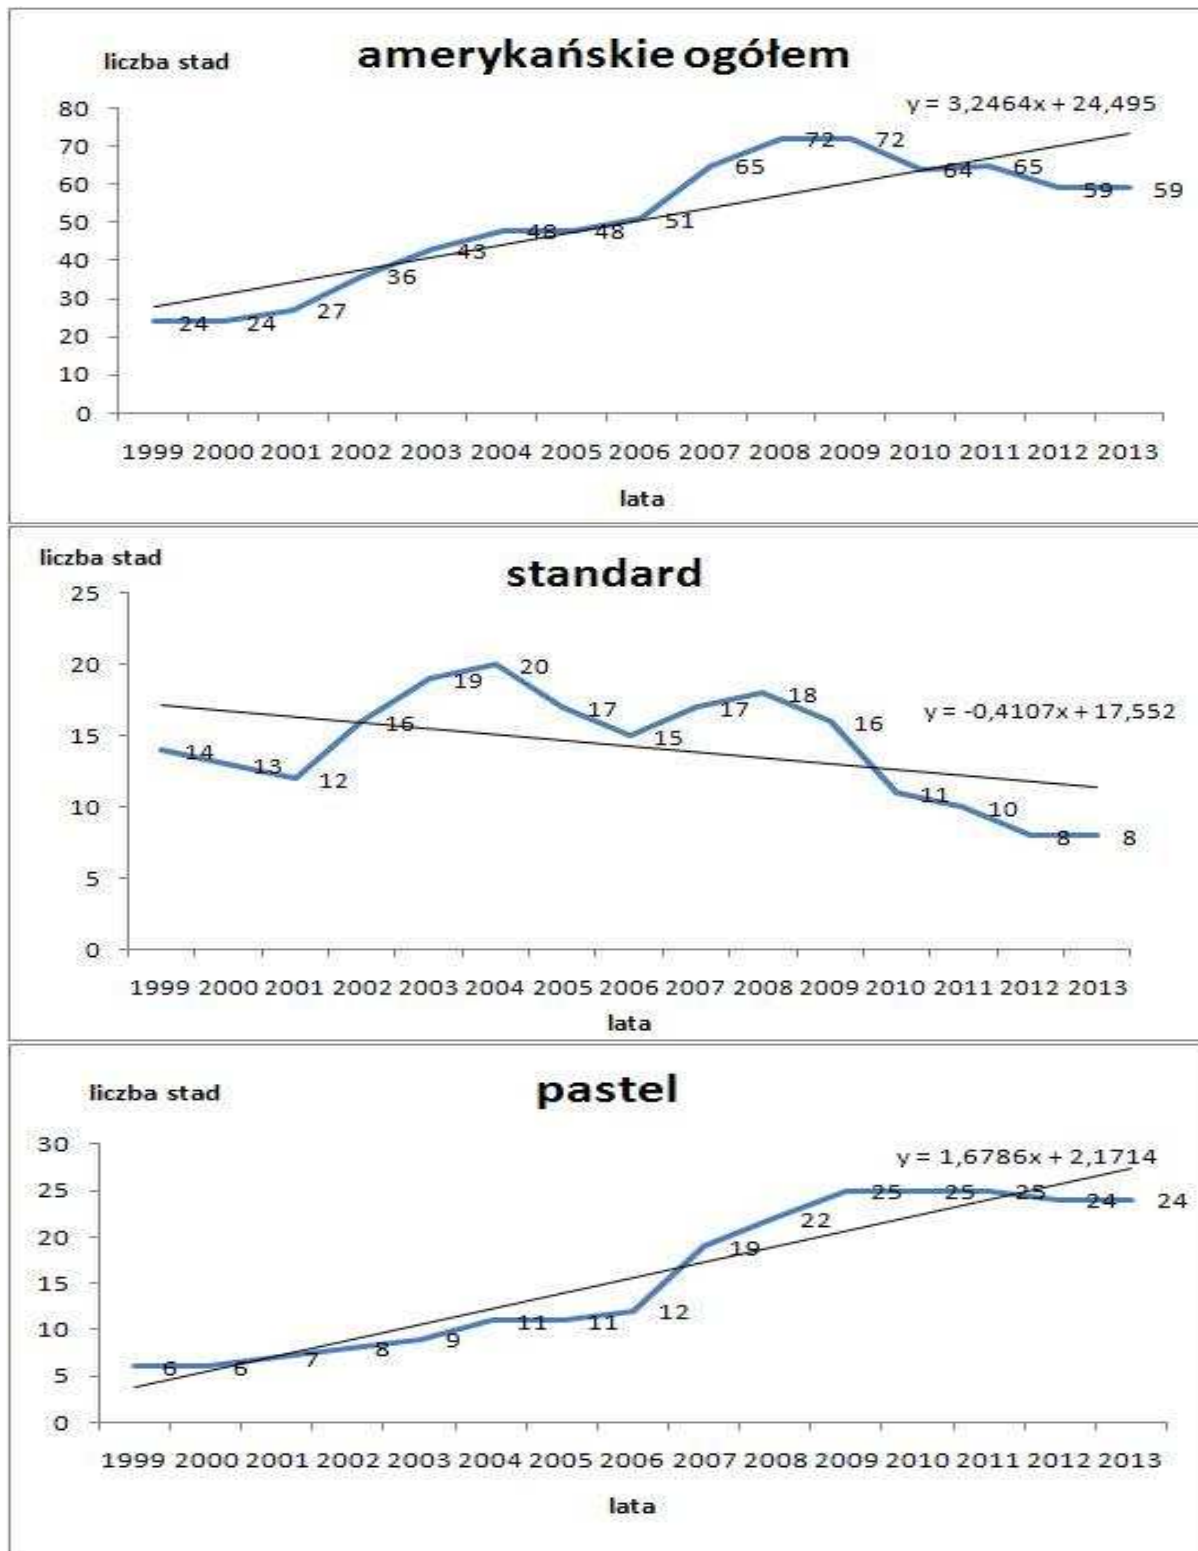 amerykańskie ogółem
liczba stad
y = 3,2464x + 24,495
80
70
60
50
40
30
20
10
0
24 24 27 36 43 48 48 51 65 72 72 64 65 59 59
1999 2000 2001 2002 2003 2004 2005 2006 2007 2008 2009 2010 2011 2012 2013
lata
liczba stad
standard
25
20
15
10
5
0
14 13 12 16 19 20 17 15 17 18 16 11 10 8 8
y = -0,4107x + 17,552
1999 2000 2001 2002 2003 2004 2005 2006 2007 2008 2009 2010 2011 2012 2013
lata
liczba stad
pastel
30
25
20
15
10
5
0
y = 1,6786x + 2,1714
6 6 7 8 9 11 11 12 19 22 25 25 25 24 24
1999 2000 2001 2002 2003 2004 2005 2006 2007 2008 2009 2010 2011 2012 2013
lata